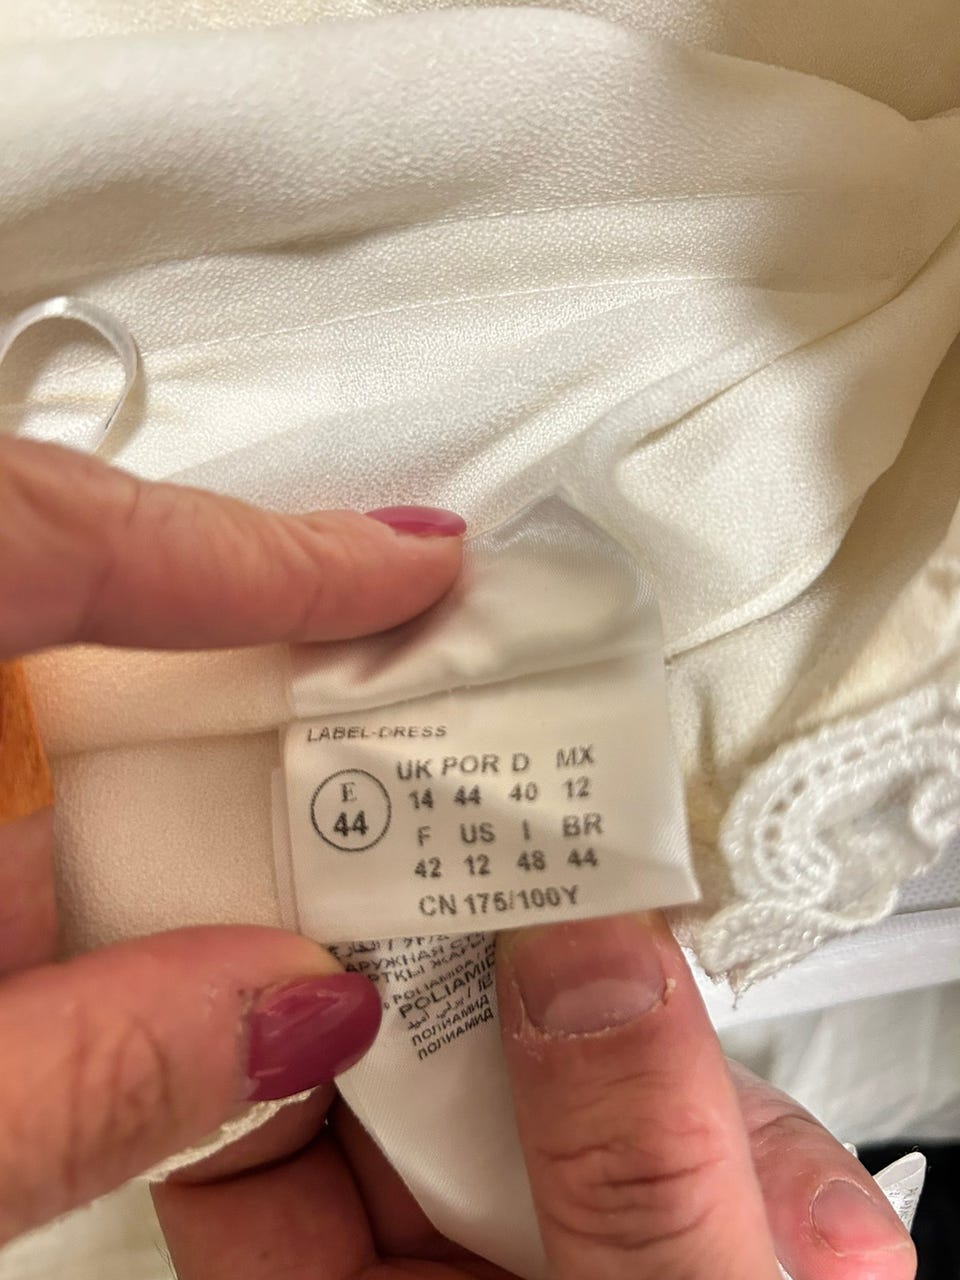 LABEL-DRESS
E
44
UK POR D MX
14 44 40 12
F US I BR
42 12 48 44
CN 175/100Y
POLIAMIDA
POLIAMID
ПОЛИАМИД
ПОЛИАМИД